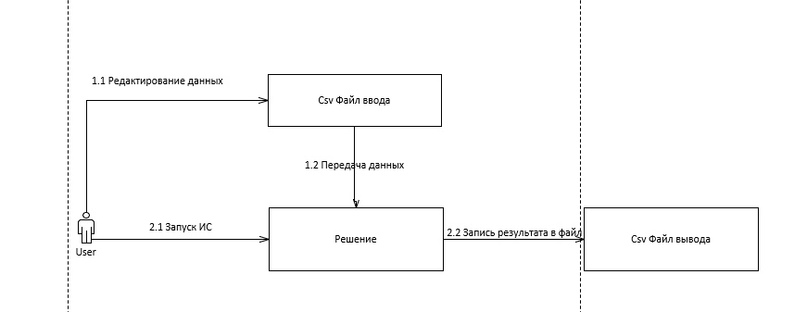 1.1 Редактирование данных
Csv Файл ввода
1.2 Передача данных
2.1 Запуск ИС
Решение
2.2 Запись результата в файл
Csv Файл вывода
User